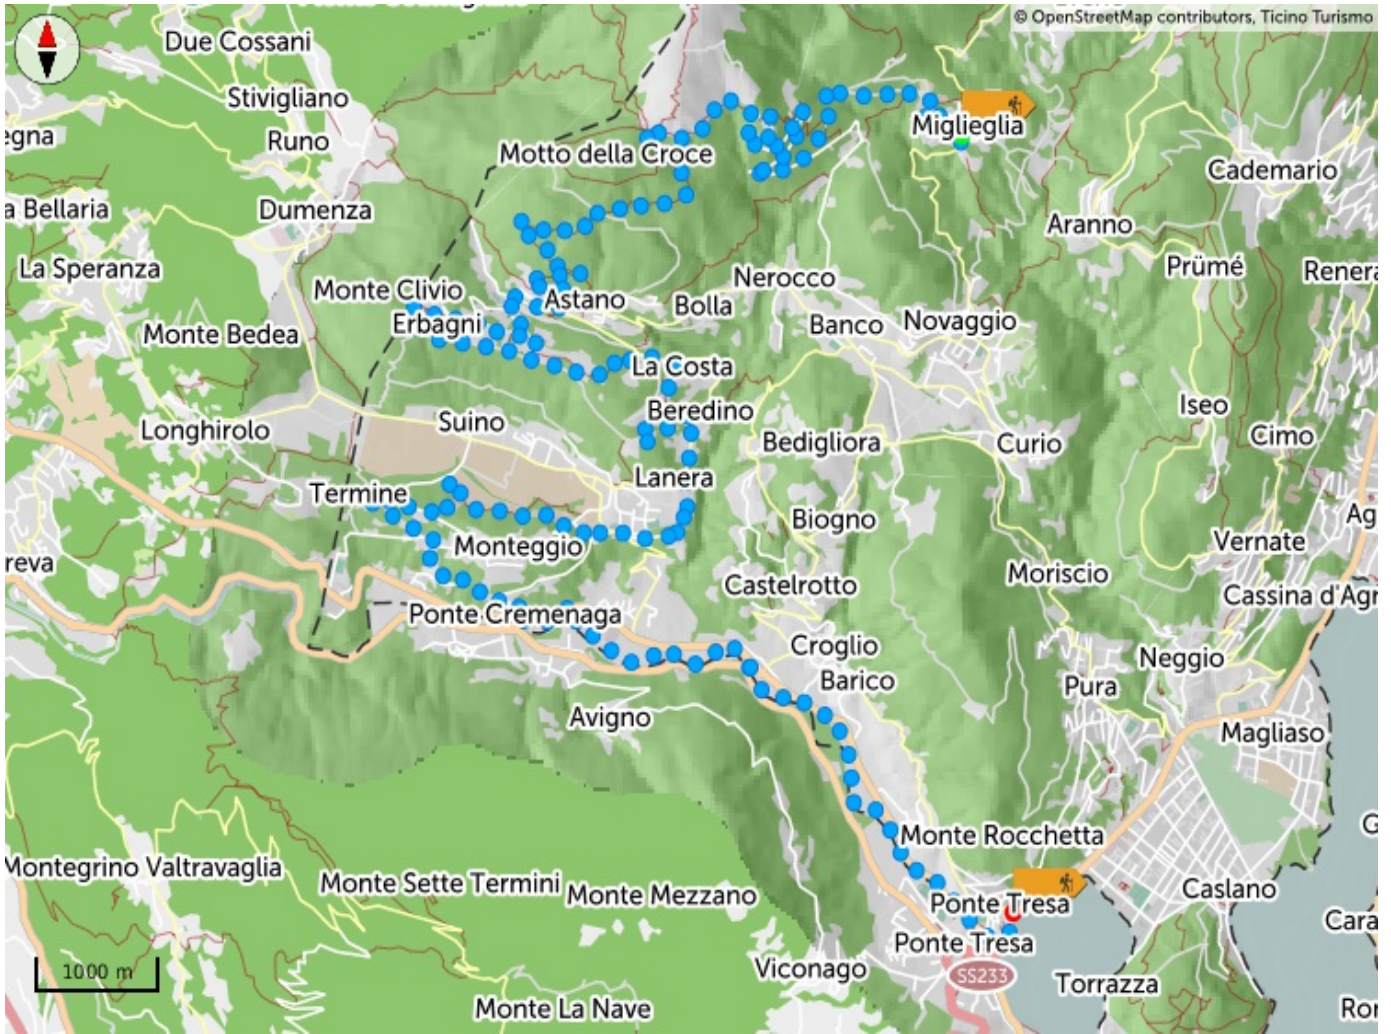 © OpenStreetMap contributors, Ticino Turismo
Due Cossani
Stivigliano
egna
Runo
Motto della Croce
Miglieglia
Cademario
a Bellaria
Dumenza
Aranno
La Speranza
Prümé
Renera
Nerocco
Monte Clivio
Astano
Bolla
Monte Bedea
Erbagni
Banco
Novaggio
La Costa
Beredino
Iseo
Longhirolo
Suino
Bedigliora
Curio
Cimo
Lanera
Termine
Biogno
Ag
Monteggio
Vernate
reva
Castelrotto
Moriscio
Cassina d'Agr
Ponte Cremenaga
Croglio
Neggio
Barico
Pura
Avigno
Magliaso
Monte Rocchetta
G
Montegrino Valtravaglia
Monte Sette Termini
Monte Mezzano
Ponte Tresa
Caslano
Ponte Tresa
Cara
1000 m
Viconago
SS233
Torrazza
Monte La Nave
Ror